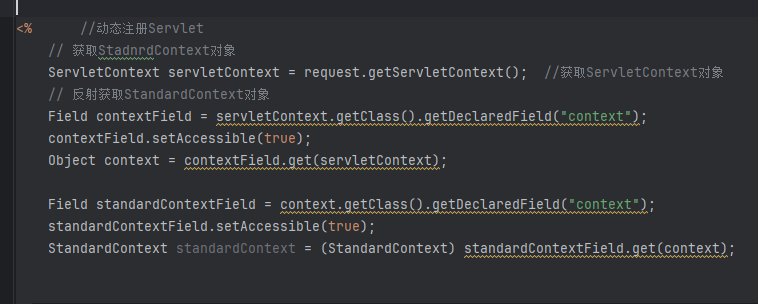 <%      //动态注册Servlet
// 获取StadnrdContext对象
ServletContext servletContext = request.getServletContext();  //获取ServletContext对象
// 反射获取StandardContext对象
Field contextField = servletContext.getClass().getDeclaredField("context");
contextField.setAccessible(true);
Object context = contextField.get(servletContext);
Field standardContextField = context.getClass().getDeclaredField("context");
standardContextField.setAccessible(true);
StandardContext standardContext = (StandardContext) standardContextField.get(context);